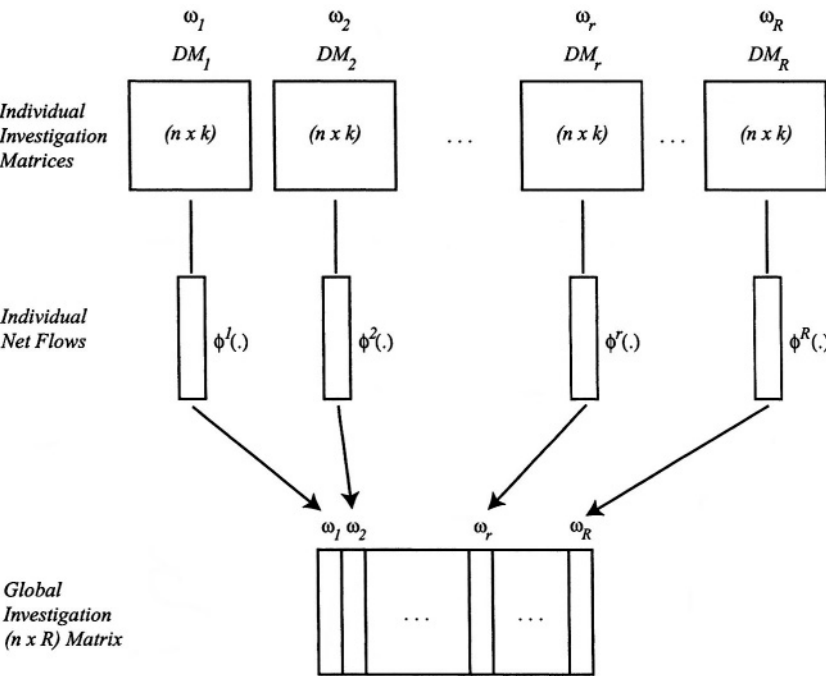 ω1 ω2 ωr ωR
DM1 DM2 DMr DMR
Individual
Investigation
Matrices
(n x k) (n x k) ... (n x k) ... (n x k)
Individual
Net Flows
ϕ1(.) ϕ2(.) ϕr(.) ϕR(.)
ω1 ω2 ωr ωR
Global
Investigation
(n x R) Matrix
... ...